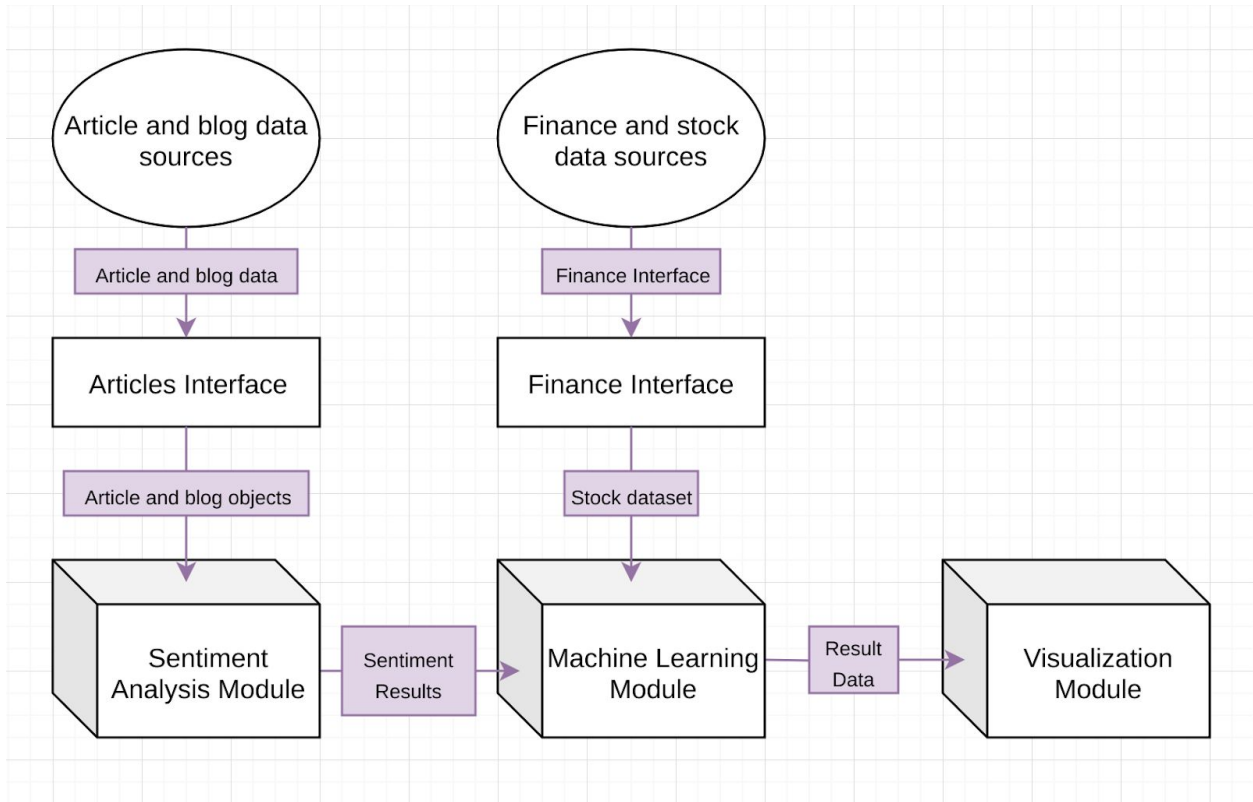 Article and blog data
sources
Finance and stock
data sources
Article and blog data
Finance Interface
Articles Interface
Finance Interface
Article and blog objects
Stock dataset
Sentiment
Analysis Module
Sentiment
Results
Machine Learning
Module
Result
Data
Visualization
Module